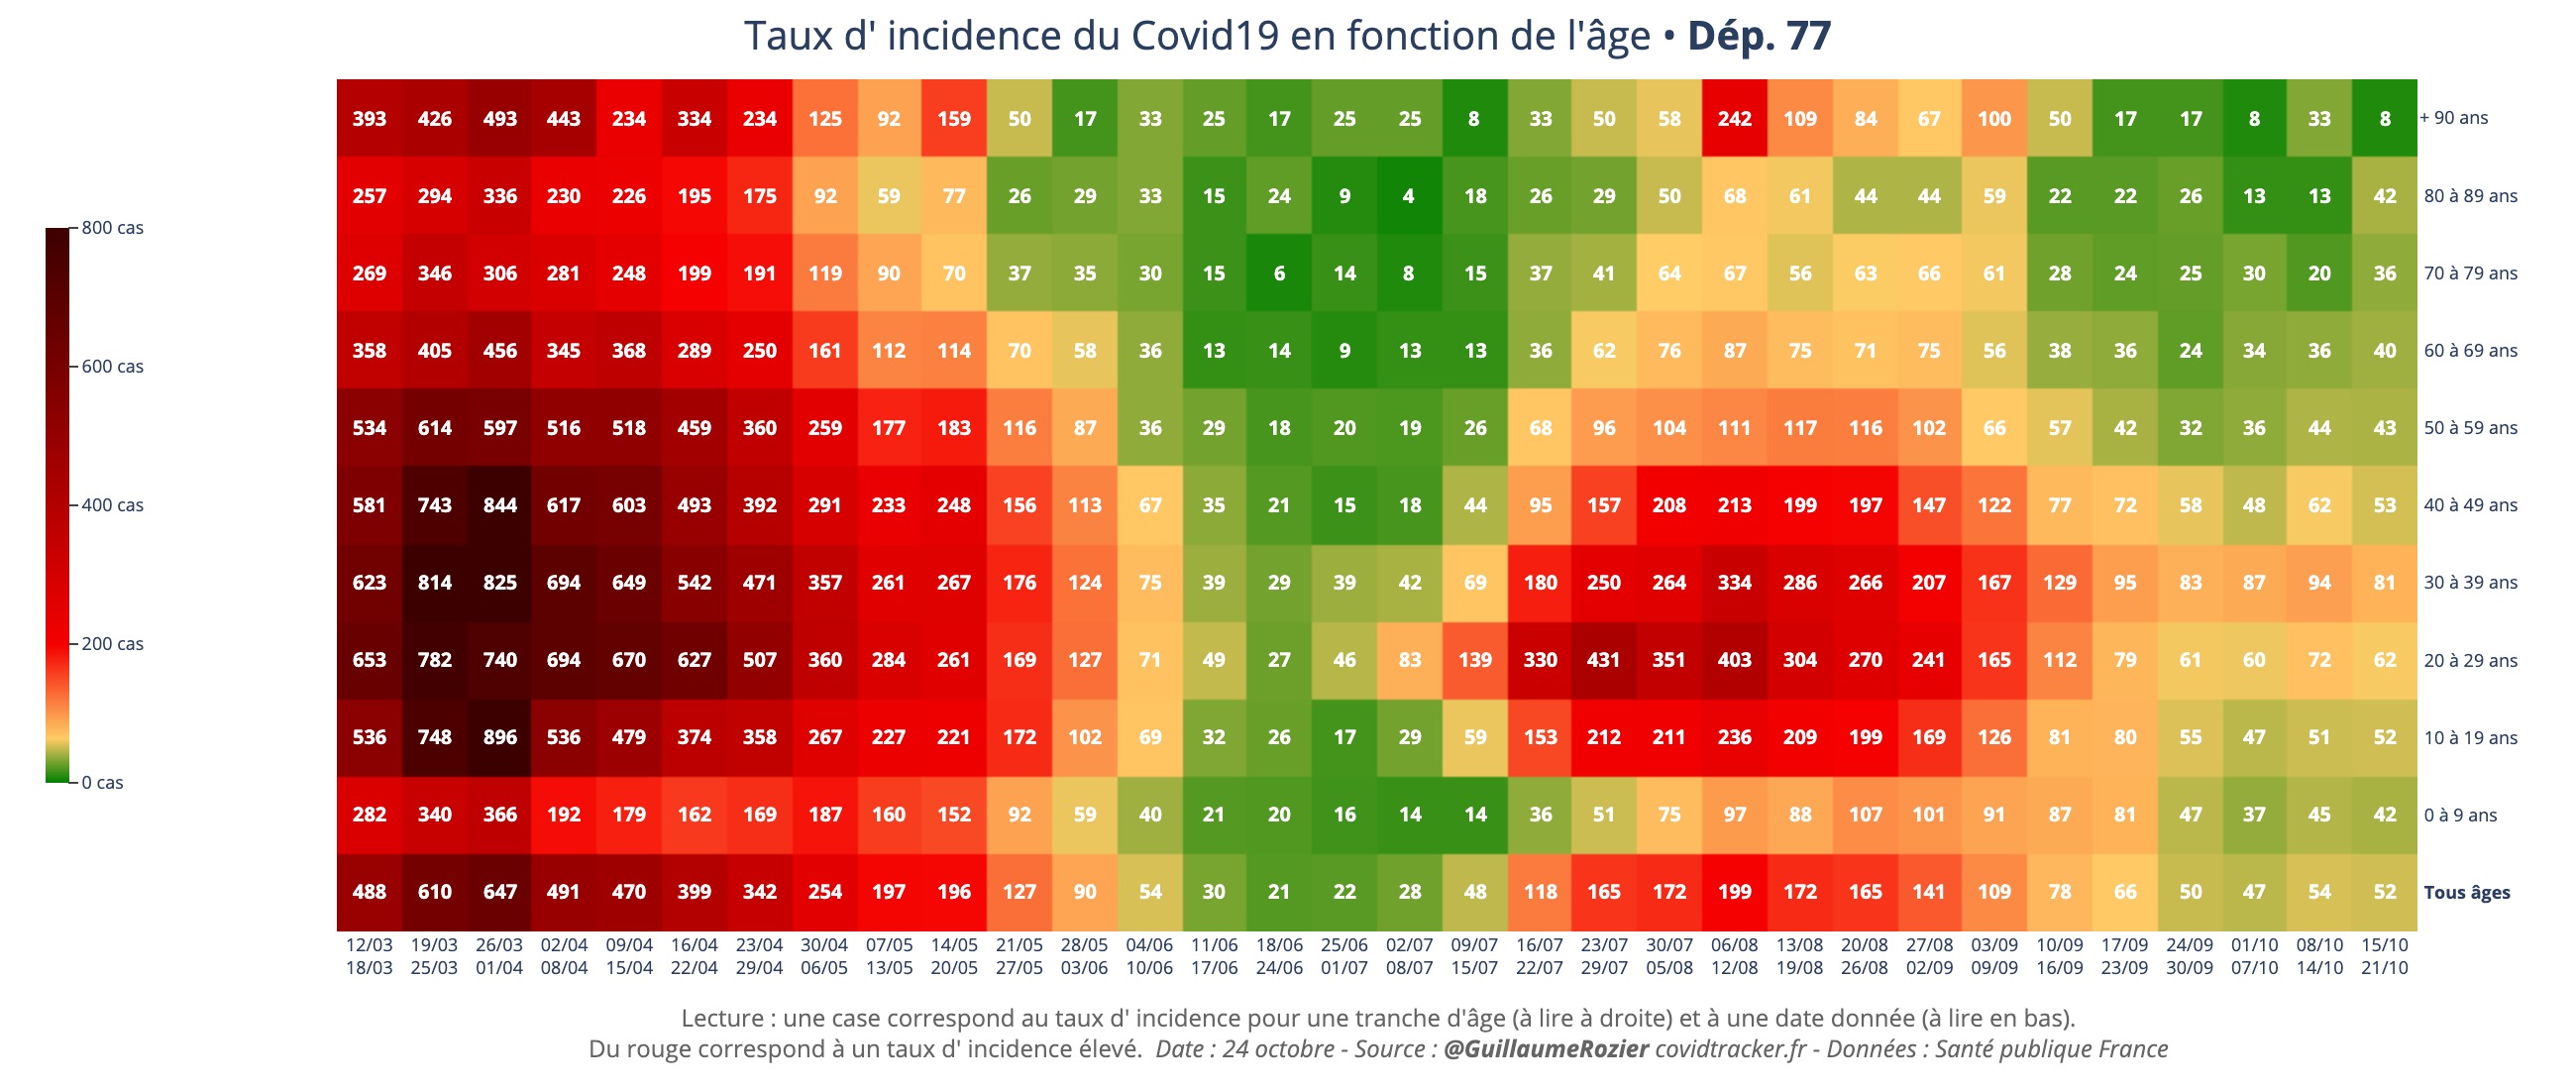 Taux d' incidence du Covid19 en fonction de l'âge • Dép. 77
800 cas
600 cas
400 cas
200 cas
0 cas
393 426 493 443 234 334 234 125 92 159 50 17 33 25 17 25 25 8 33 50 58 242 109 84 67 100 50 17 17 8 33 8 + 90 ans
257 294 336 230 226 195 175 92 59 77 26 29 33 15 24 9 4 18 26 29 50 68 61 44 44 59 22 22 26 13 13 42 80 à 89 ans
269 346 306 281 248 199 191 119 90 70 37 35 30 15 6 14 8 15 37 41 64 67 56 63 66 61 28 24 25 30 20 36 70 à 79 ans
358 405 456 345 368 289 250 161 112 114 70 58 36 13 14 9 13 13 36 62 76 87 75 71 75 56 38 36 24 34 36 40 60 à 69 ans
534 614 597 516 518 459 360 259 177 183 116 87 36 29 18 20 19 26 68 96 104 111 117 116 102 66 57 42 32 36 44 43 50 à 59 ans
581 743 844 617 603 493 392 291 233 248 156 113 67 35 21 15 18 44 95 157 208 213 199 197 147 122 77 72 58 48 62 53 40 à 49 ans
623 814 825 694 649 542 471 357 261 267 176 124 75 39 29 39 42 69 180 250 264 334 286 266 207 167 129 95 83 87 94 81 30 à 39 ans
653 782 740 694 670 627 507 360 284 261 169 127 71 49 27 46 83 139 330 431 351 403 304 270 241 165 112 79 61 60 72 62 20 à 29 ans
536 748 896 536 479 374 358 267 227 221 172 102 69 32 26 17 29 59 153 212 211 236 209 199 169 126 81 80 55 47 51 52 10 à 19 ans
282 340 366 192 179 162 169 187 160 152 92 59 40 21 20 16 14 14 36 51 75 97 88 107 101 91 87 81 47 37 45 42 0 à 9 ans
488 610 647 491 470 399 342 254 197 196 127 90 54 30 21 22 28 48 118 165 172 199 172 165 141 109 78 66 50 47 54 52 Tous âges
12/03 19/03 26/03 02/04 09/04 16/04 23/04 30/04 07/05 14/05 21/05 28/05 04/06 11/06 18/06 25/06 02/07 09/07 16/07 23/07 30/07 06/08 13/08 20/08 27/08 03/09 10/09 17/09 24/09 01/10 08/10 15/10
18/03 25/03 01/04 08/04 15/04 22/04 29/04 06/05 13/05 20/05 27/05 03/06 10/06 17/06 24/06 01/07 08/07 15/07 22/07 29/07 05/08 12/08 19/08 26/08 02/09 09/09 16/09 23/09 30/09 07/10 14/10 21/10
Lecture : une case correspond au taux d' incidence pour une tranche d'âge (à lire à droite) et à une date donnée (à lire en bas).
Du rouge correspond à un taux d' incidence élevé. Date : 24 octobre - Source : @GuillaumeRozier covidtracker.fr - Données : Santé publique France